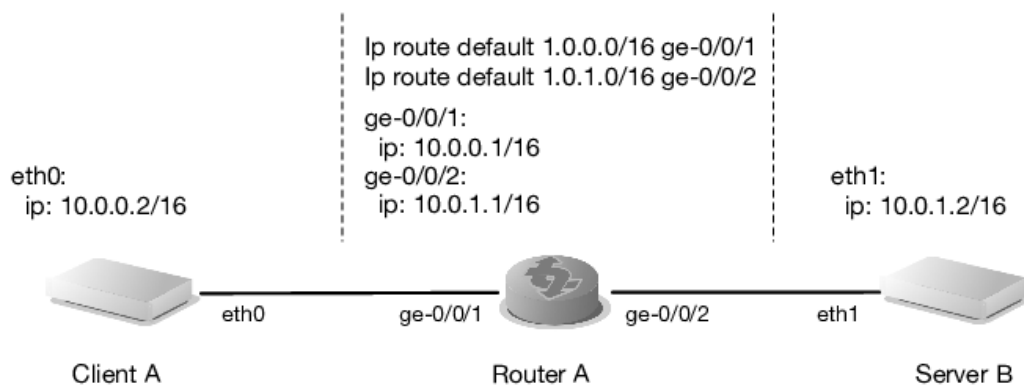 Ip route default 1.0.0.0/16 ge-0/0/1
Ip route default 1.0.1.0/16 ge-0/0/2
ge-0/0/1:
ip: 10.0.0.1/16
ge-0/0/2:
ip: 10.0.1.1/16
eth0:
ip: 10.0.0.2/16
eth1:
ip: 10.0.1.2/16
eth0
ge-0/0/1
ge-0/0/2
eth1
Client A
Router A
Server B